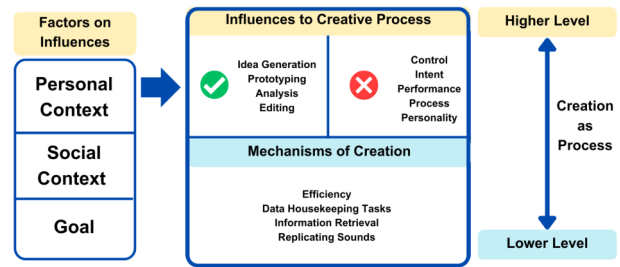 Factors on
Influences
Personal
Context
Social
Context
Goal
Influences to Creative Process
Idea Generation
Prototyping
Analysis
Editing
Control
Intent
Performance
Process
Personality
Mechanisms of Creation
Efficiency
Data Housekeeping Tasks
Information Retrieval
Replicating Sounds
Higher Level
Creation
as
Process
Lower Level